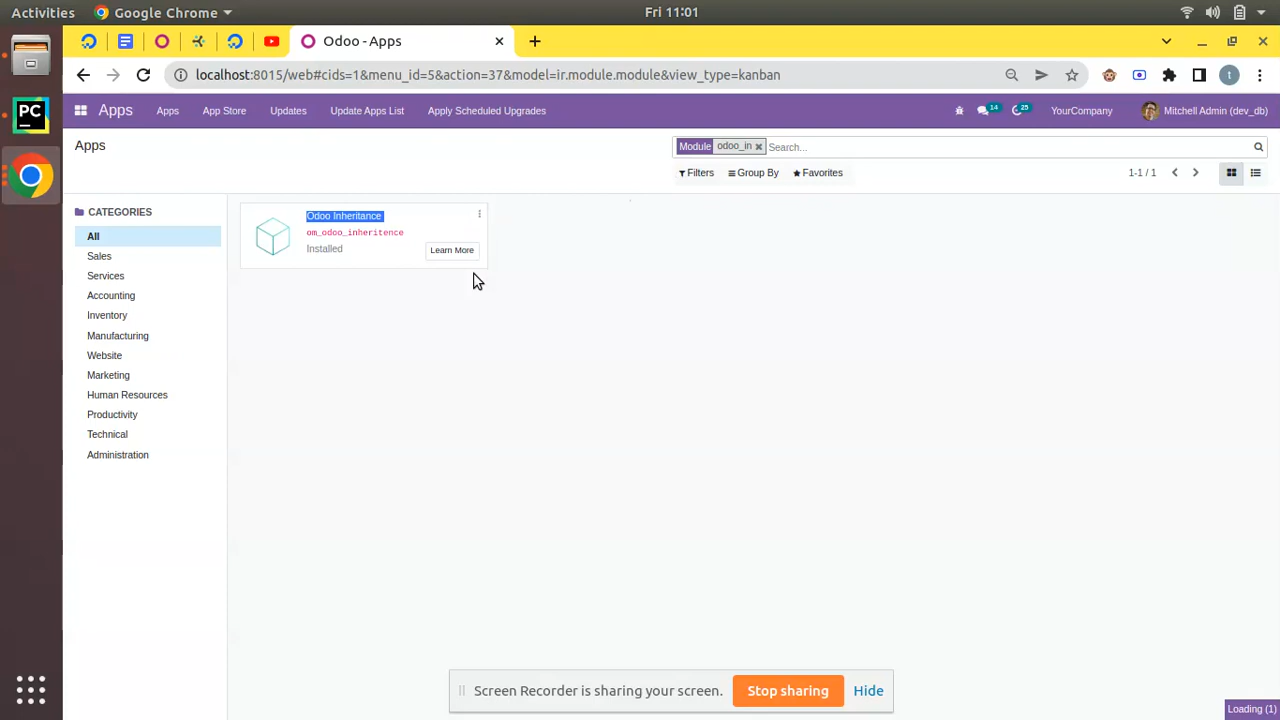 Activities
Google Chrome
Fri 11:01
Odoo - Apps
localhost:8015/web#cids=1&menu_id=5&action=37&model=ir.module.module&view_type=kanban
t
Apps
Apps
App Store
Updates
Update Apps List
Apply Scheduled Upgrades
14
25
YourCompany
Mitchell Admin (dev_db)
Apps
Module
odoo_in
Search...
Filters
Group By
Favorites
1-1 / 1
CATEGORIES
All
Sales
Services
Accounting
Inventory
Manufacturing
Website
Marketing
Human Resources
Productivity
Technical
Administration
Odoo Inheritance
om_odoo_inheritence
Installed
Learn More
PC
Screen Recorder is sharing your screen.
Stop sharing
Hide
Loading (1)